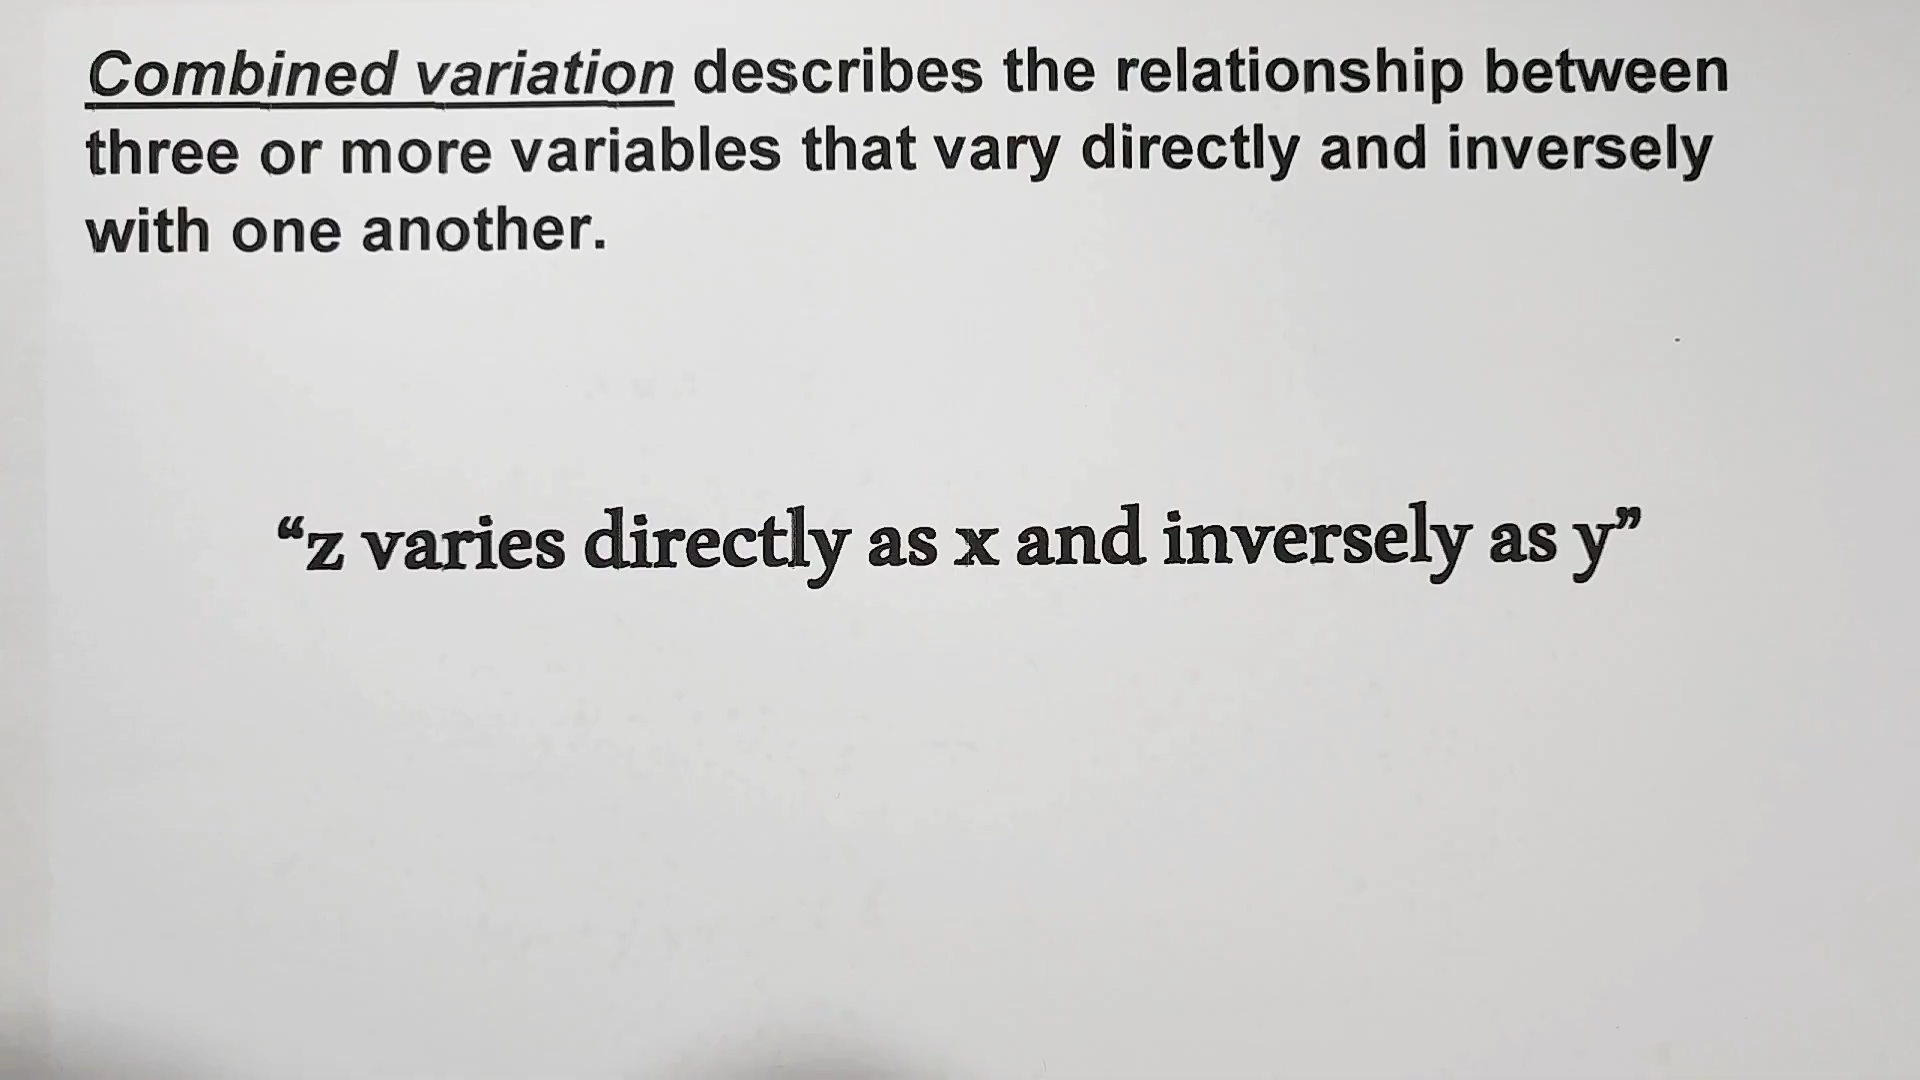 Combined variation describes the relationship between
three or more variables that vary directly and inversely
with one another.
“z varies directly as x and inversely as y”